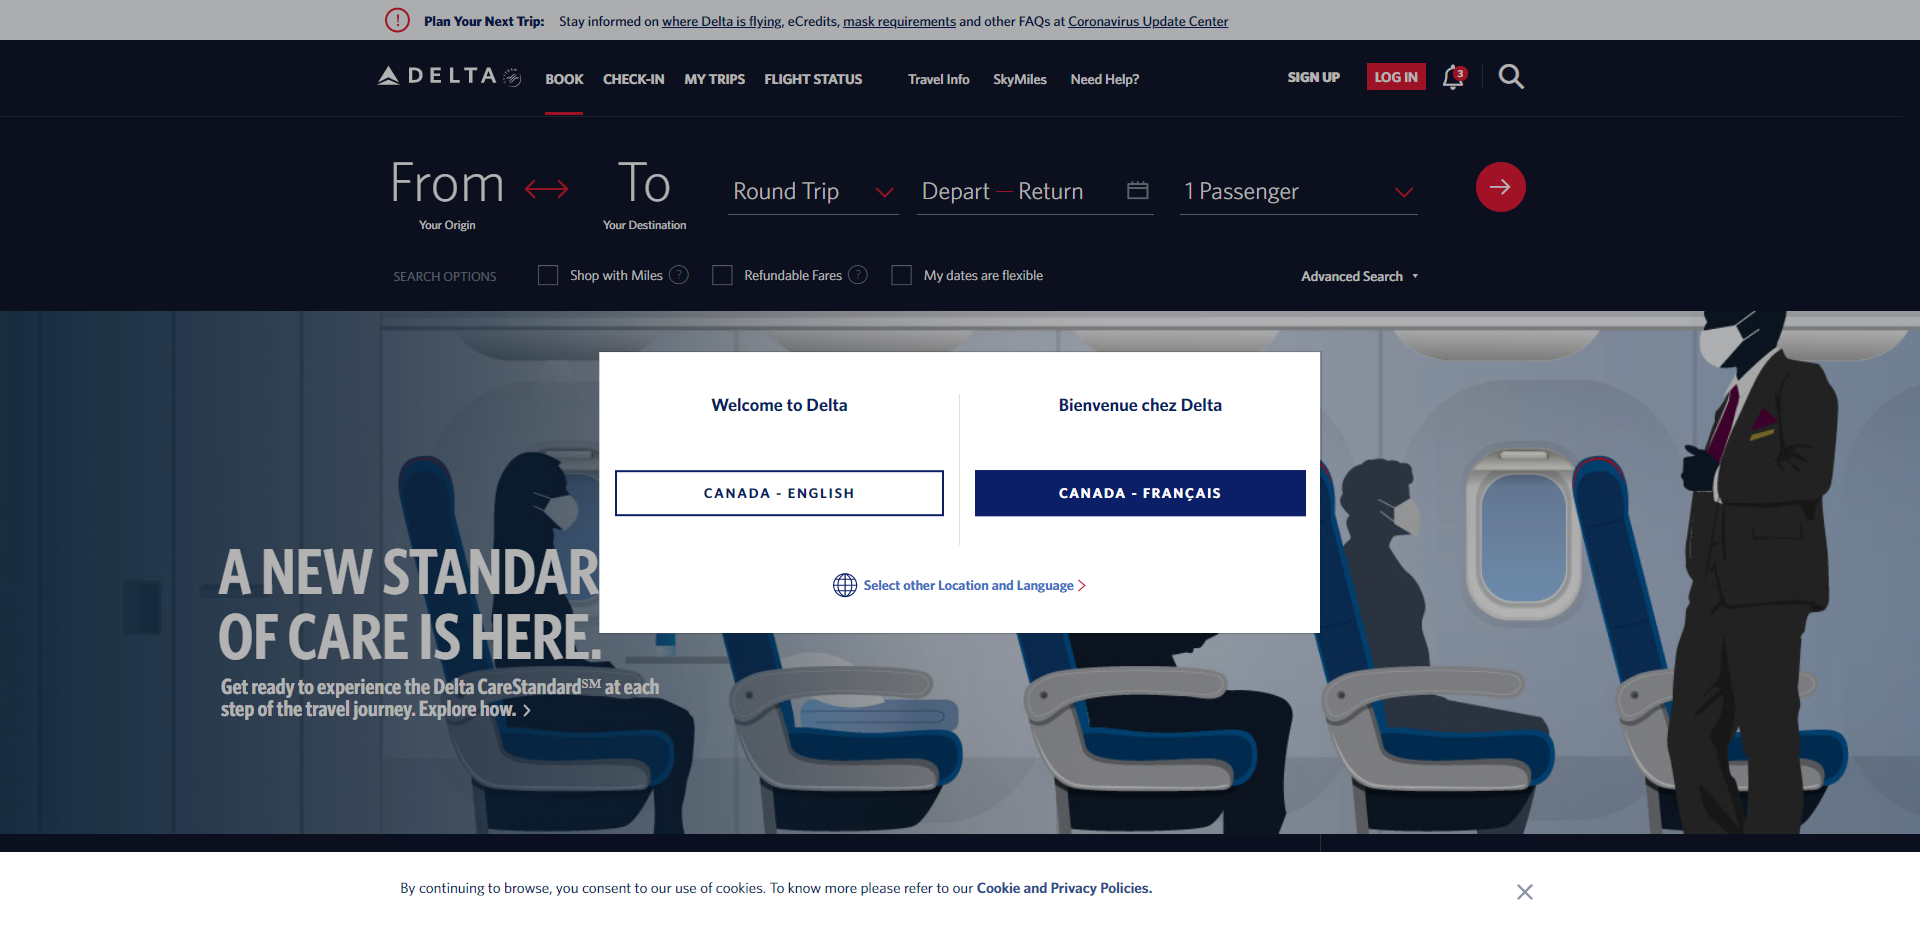 Plan Your Next Trip: Stay informed on where Delta is flying, eCredits, mask requirements and other FAQs at Coronavirus Update Center
DELTA BOOK CHECK-IN MY TRIPS FLIGHT STATUS Travel Info SkyMiles Need Help? SIGN UP LOG IN 3
From To Round Trip Depart — Return 1 Passenger
Your Origin Your Destination
SEARCH OPTIONS Shop with Miles ? Refundable Fares ? My dates are flexible Advanced Search
Welcome to Delta
CANADA - ENGLISH
Bienvenue chez Delta
CANADA - FRANÇAIS
Select other Location and Language
A NEW STANDAR
OF CARE IS HERE.
Get ready to experience the Delta CareStandard℠ at each
step of the travel journey. Explore how.
By continuing to browse, you consent to our use of cookies. To know more please refer to our Cookie and Privacy Policies.